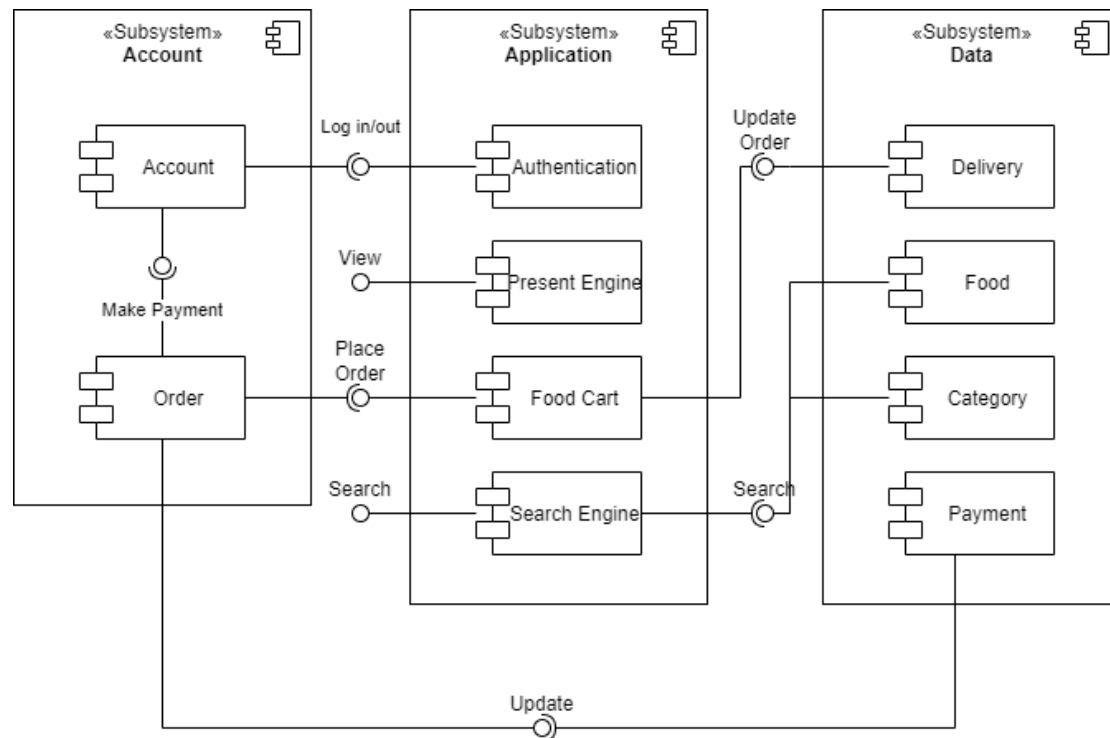 «Subsystem»
Account
«Subsystem»
Application
«Subsystem»
Data
Log in/out
Update
Order
Account
Authentication
Delivery
View
Present Engine
Food
Make Payment
Place
Order
Order
Food Cart
Category
Search
Search Engine
Search
Payment
Update